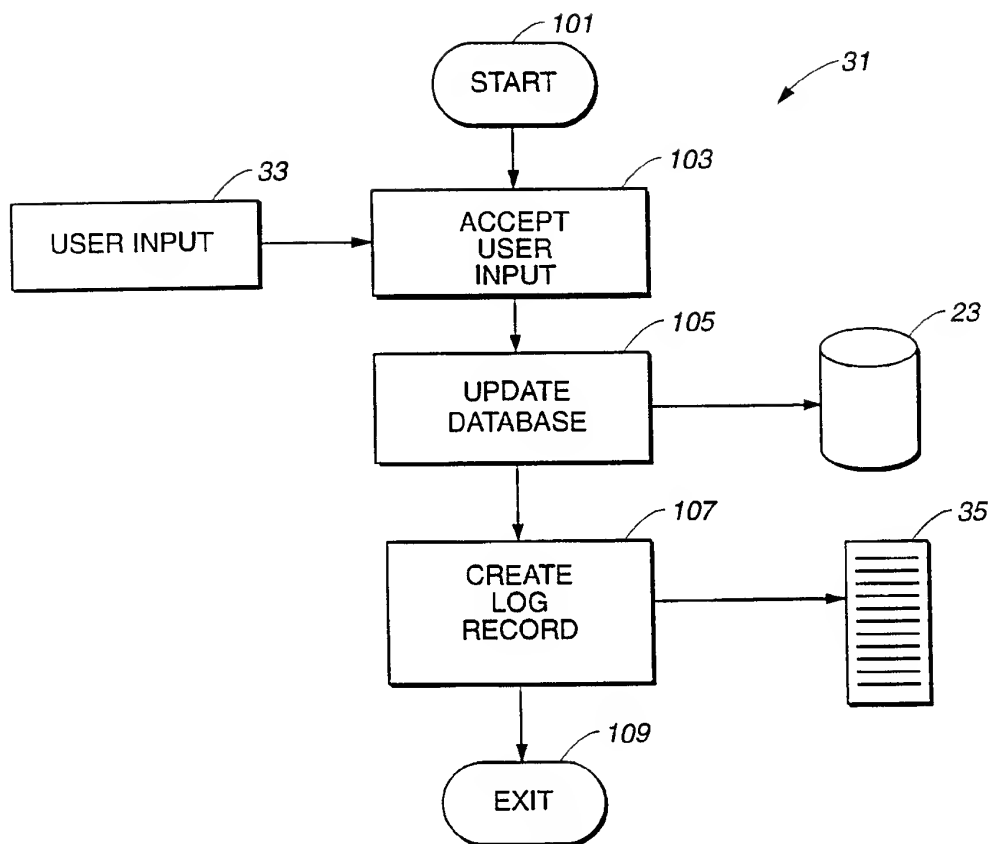 101
START
31
103
33
USER INPUT
ACCEPT
USER
INPUT
105
23
UPDATE
DATABASE
107
35
CREATE
LOG
RECORD
109
EXIT